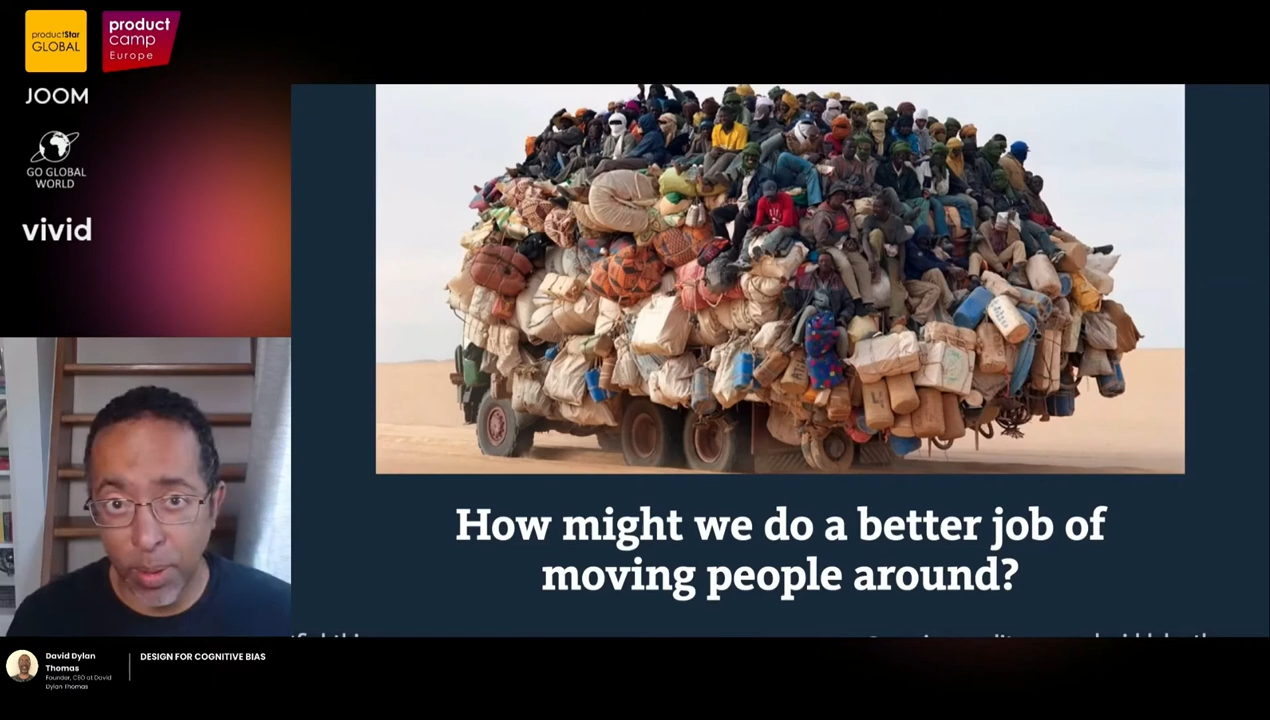 productStar
GLOBAL
product
camp
Europe
JOOM
GO GLOBAL
WORLD
vivid
How might we do a better job of
moving people around?
David Dylan
Thomas
Founder, CEO at David
Dylan Thomas
DESIGN FOR COGNITIVE BIAS